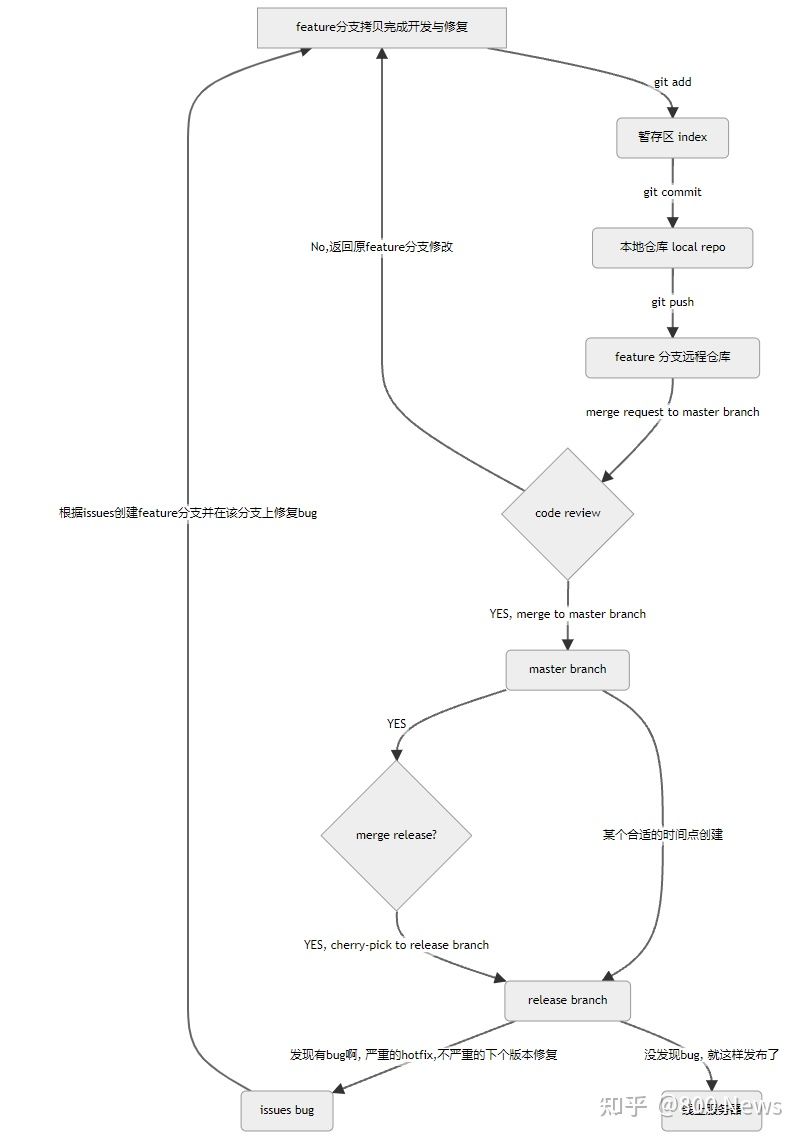 feature分支拷贝完成开发与修复
git add
暂存区 index
git commit
No,返回原feature分支修改
本地仓库 local repo
git push
feature 分支远程仓库
merge request to master branch
根据issues创建feature分支并在该分支上修复bug
code review
YES, merge to master branch
master branch
YES
merge release?
某个合适的时间点创建
YES, cherry-pick to release branch
release branch
发现有bug啊, 严重的hotfix,不严重的下个版本修复
没发现bug, 就这样发布了
issues bug
线上服务器
知乎 @800 News